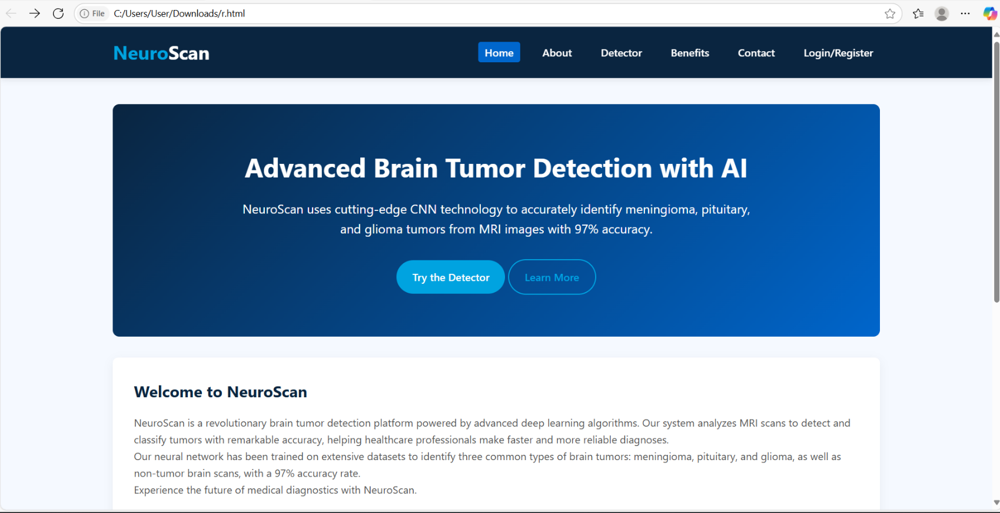 File C:/Users/User/Downloads/r.html
NeuroScan
Home About Detector Benefits Contact Login/Register
Advanced Brain Tumor Detection with AI
NeuroScan uses cutting-edge CNN technology to accurately identify meningioma, pituitary,
and glioma tumors from MRI images with 97% accuracy.
Try the Detector Learn More
Welcome to NeuroScan
NeuroScan is a revolutionary brain tumor detection platform powered by advanced deep learning algorithms. Our system analyzes MRI scans to detect and
classify tumors with remarkable accuracy, helping healthcare professionals make faster and more reliable diagnoses.
Our neural network has been trained on extensive datasets to identify three common types of brain tumors: meningioma, pituitary, and glioma, as well as
non-tumor brain scans, with a 97% accuracy rate.
Experience the future of medical diagnostics with NeuroScan.